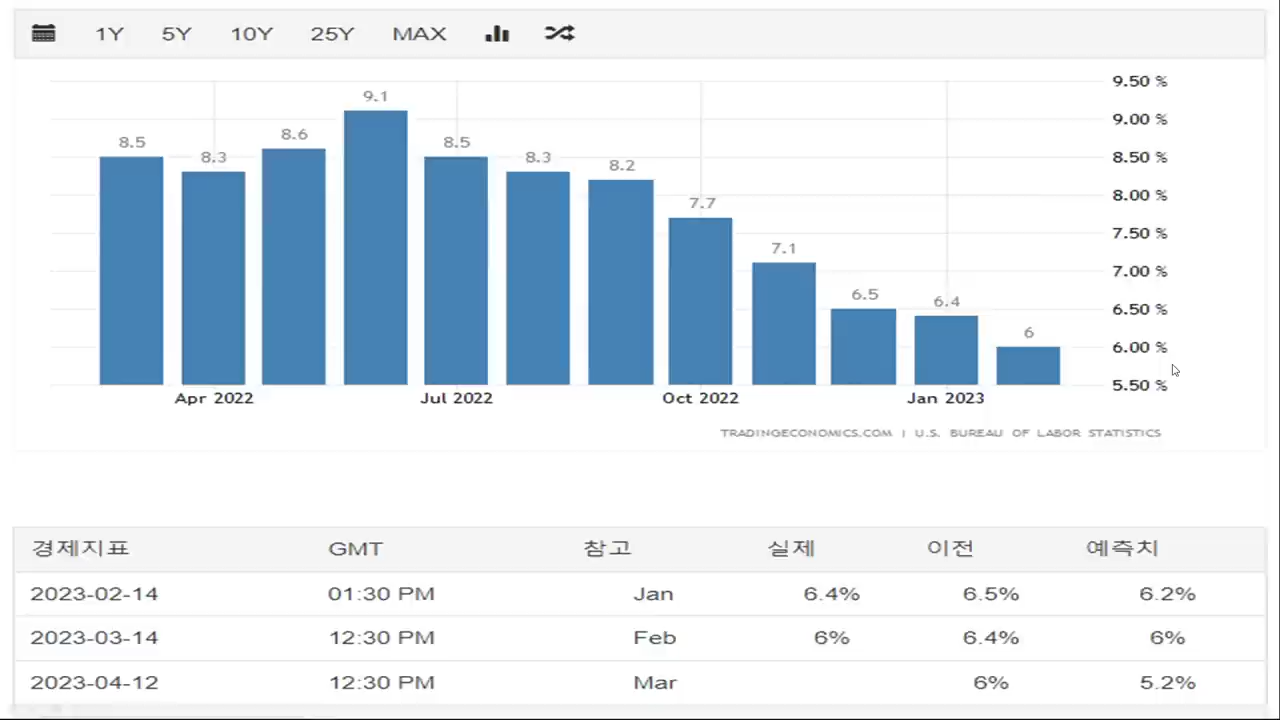 1Y 5Y 10Y 25Y MAX
9.50 %
9.00 %
8.50 %
8.00 %
7.50 %
7.00 %
6.50 %
6.00 %
5.50 %
8.5 8.3 8.6 9.1 8.5 8.3 8.2 7.7 7.1 6.5 6.4 6
Apr 2022 Jul 2022 Oct 2022 Jan 2023
TRADINGECONOMICS.COM | U.S. BUREAU OF LABOR STATISTICS
경제지표 GMT 참고 실제 이전 예측치
2023-02-14 01:30 PM Jan 6.4% 6.5% 6.2%
2023-03-14 12:30 PM Feb 6% 6.4% 6%
2023-04-12 12:30 PM Mar 6% 5.2%